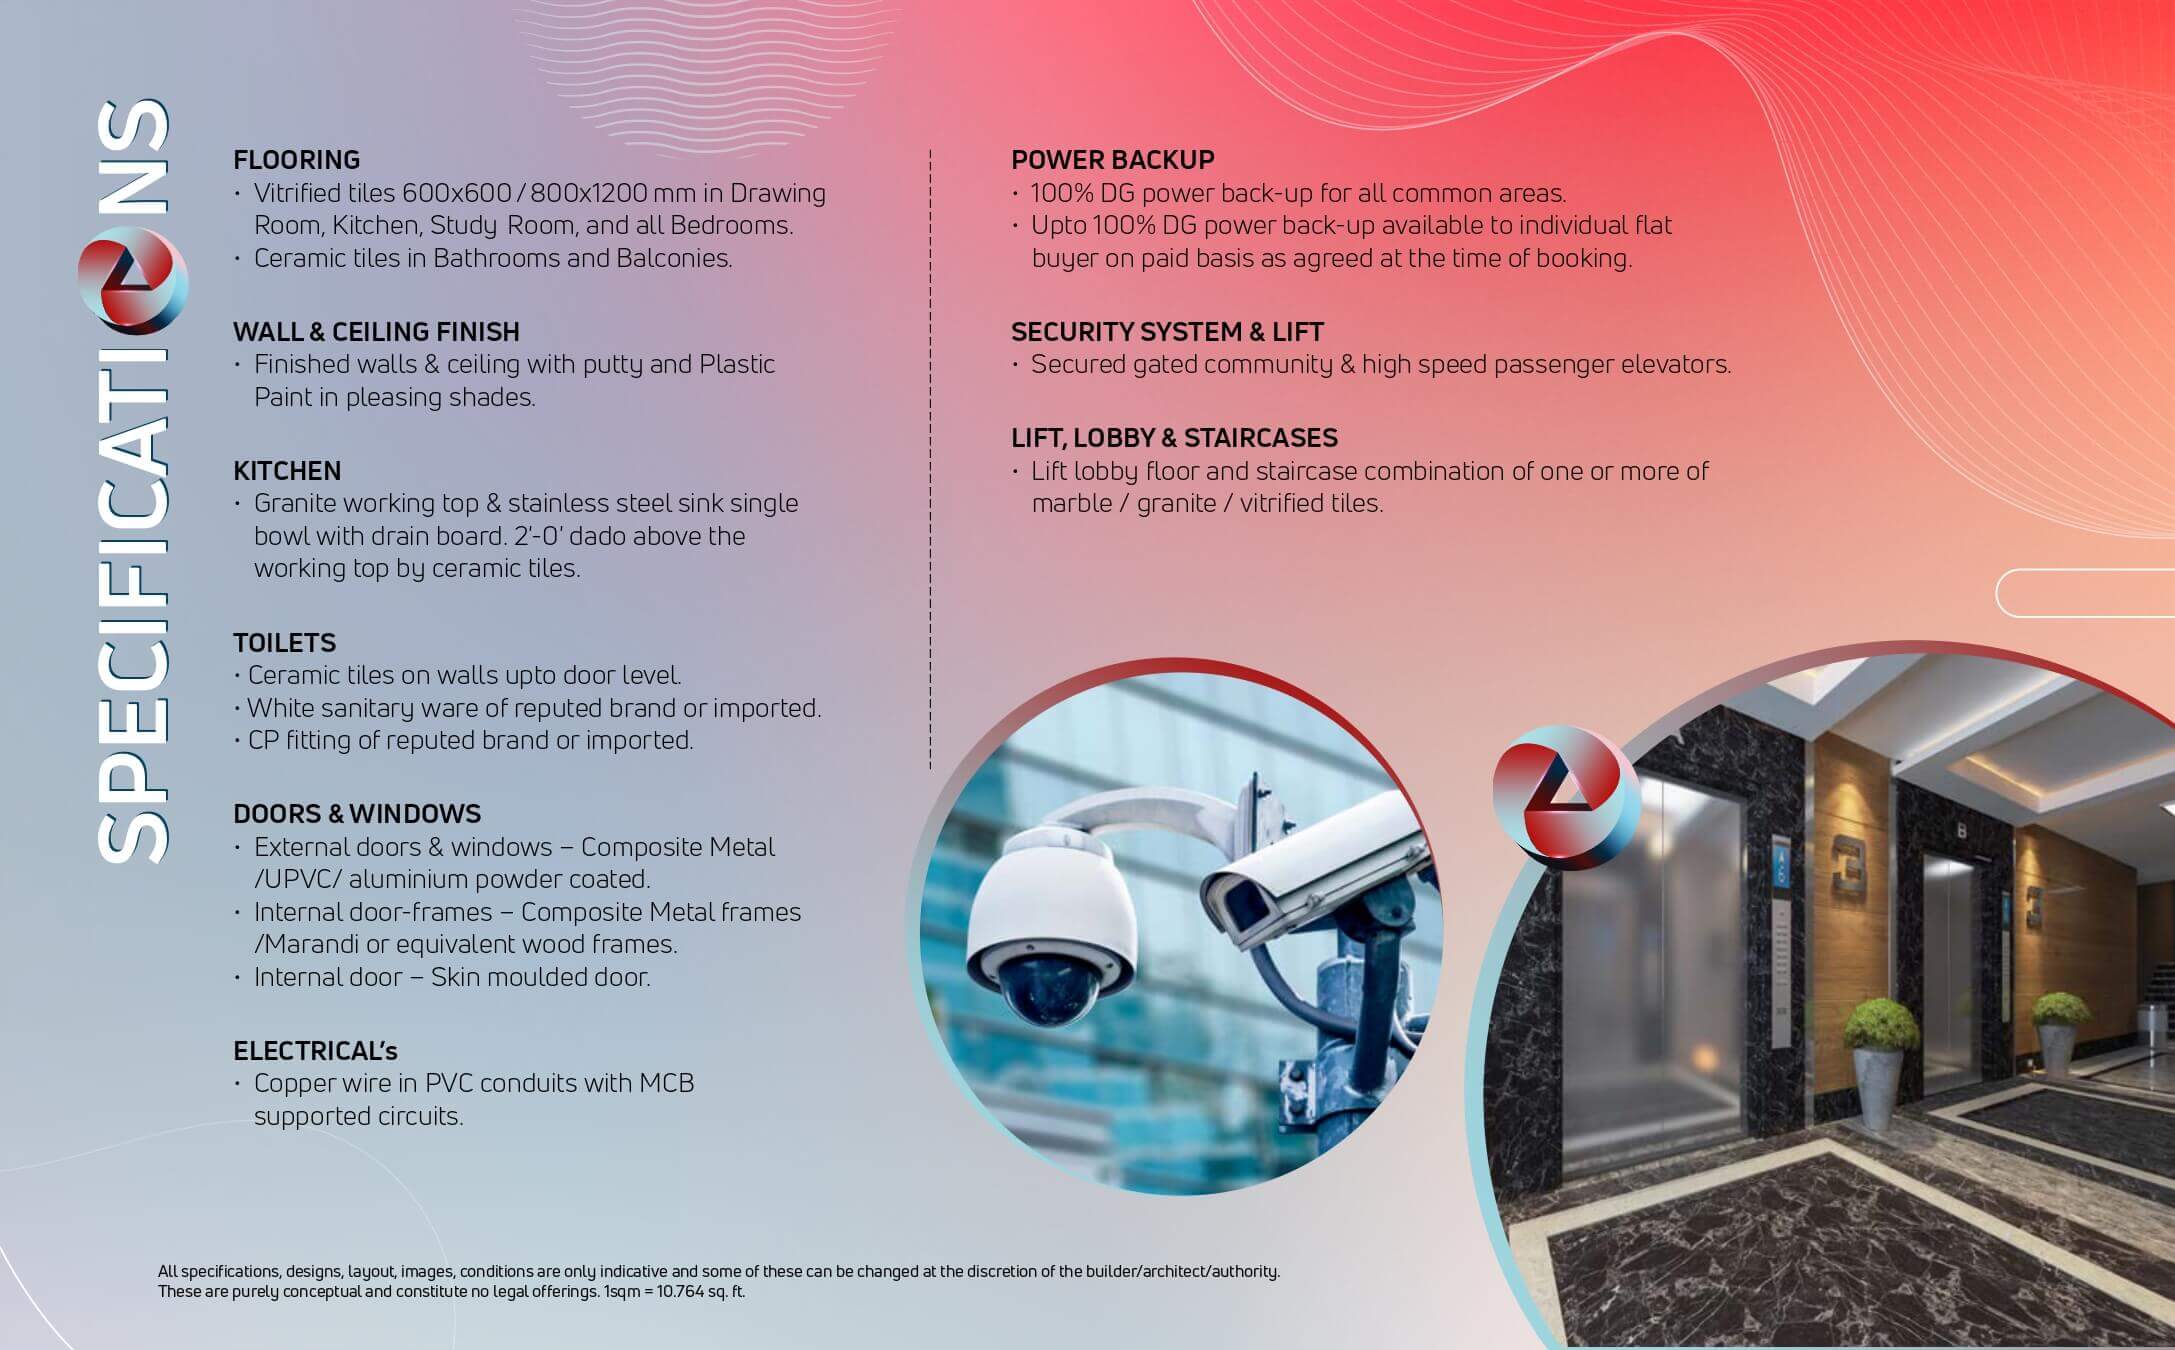 SPECIFICATIONS
FLOORING
• Vitrified tiles 600x600 / 800x1200 mm in Drawing
Room, Kitchen, Study Room, and all Bedrooms.
• Ceramic tiles in Bathrooms and Balconies.
WALL & CEILING FINISH
• Finished walls & ceiling with putty and Plastic
Paint in pleasing shades.
KITCHEN
• Granite working top & stainless steel sink single
bowl with drain board. 2'-0' dado above the
working top by ceramic tiles.
TOILETS
• Ceramic tiles on walls upto door level.
• White sanitary ware of reputed brand or imported.
• CP fitting of reputed brand or imported.
DOORS & WINDOWS
• External doors & windows – Composite Metal
/UPVC/ aluminium powder coated.
• Internal door-frames – Composite Metal frames
/Marandi or equivalent wood frames.
• Internal door – Skin moulded door.
ELECTRICAL’s
• Copper wire in PVC conduits with MCB
supported circuits.
POWER BACKUP
• 100% DG power back-up for all common areas.
• Upto 100% DG power back-up available to individual flat
buyer on paid basis as agreed at the time of booking.
SECURITY SYSTEM & LIFT
• Secured gated community & high speed passenger elevators.
LIFT, LOBBY & STAIRCASES
• Lift lobby floor and staircase combination of one or more of
marble / granite / vitrified tiles.
A
6
3
B
3
All specifications, designs, layout, images, conditions are only indicative and some of these can be changed at the discretion of the builder/architect/authority.
These are purely conceptual and constitute no legal offerings. 1sqm = 10.764 sq. ft.